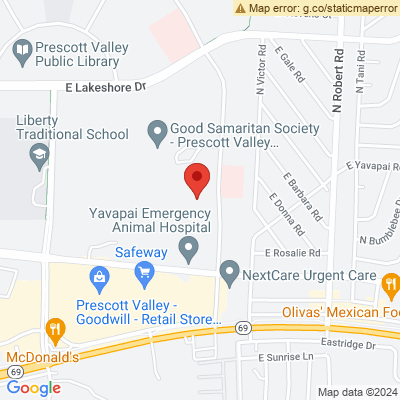 Map error: g.co/staticmaperror
Prescott Valley
Public Library
E Lakeshore Dr
N Victor Rd
E Gale Rd
N Robert Rd
N Tani Rd
Liberty
Traditional School
Good Samaritan Society
- Prescott Valley...
E Yavapai Rd
E Barbara Rd
E Donna Rd
N Bumblebee Dr
Yavapai Emergency
Animal Hospital
Safeway
E Rosalie Rd
NextCare Urgent Care
Prescott Valley -
Goodwill - Retail Store...
Olivas' Mexican Foo
McDonald's
69
69
69
Eastridge Dr
E Sunrise Ln
Google
Map data ©2024